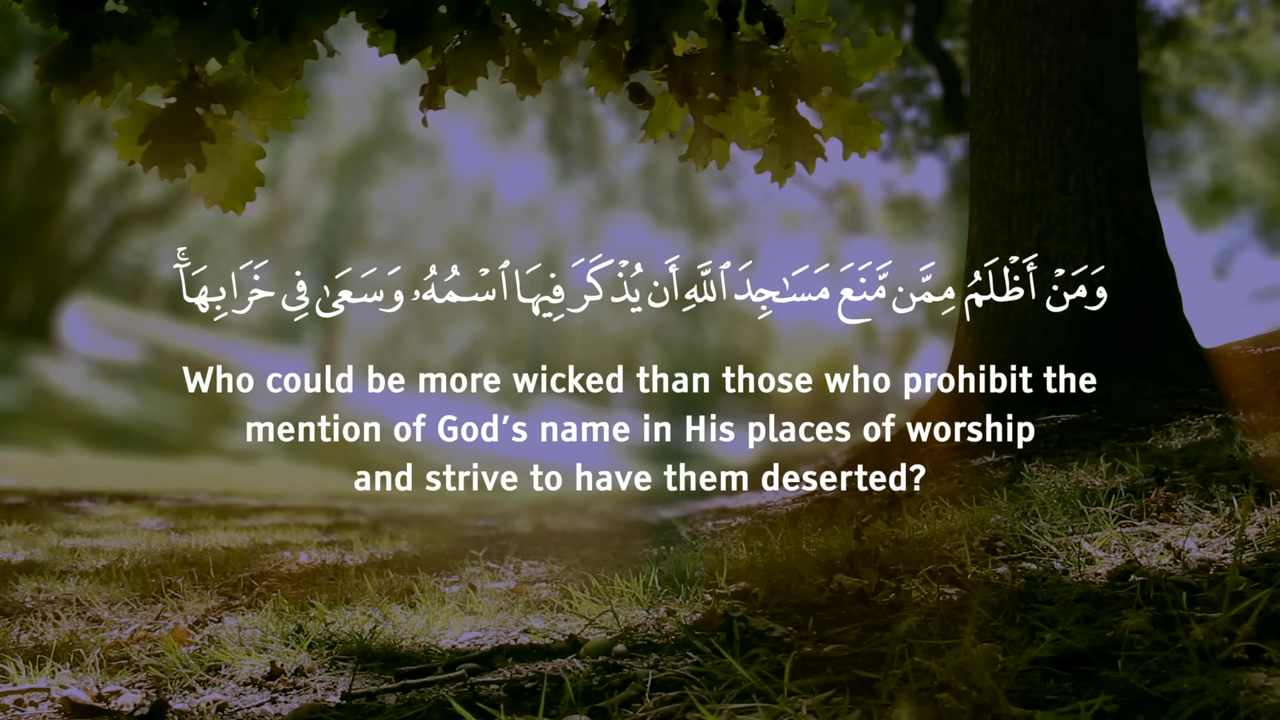 وَمَنْ أَظْلَمُ مِمَّن مَّنَعَ مَسَـٰجِدَ ٱللَّهِ أَن يُذْكَرَ فِيهَا ٱسْمُهُۥ وَسَعَىٰ فِى خَرَابِهَآ ۚ
Who could be more wicked than those who prohibit the
mention of God’s name in His places of worship
and strive to have them deserted?